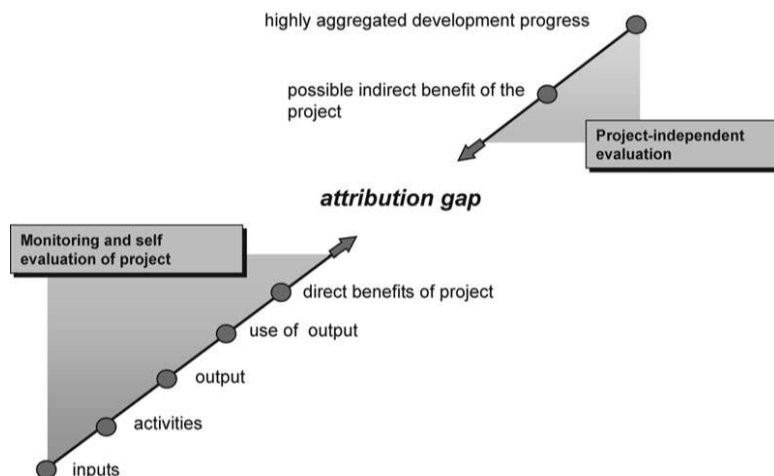 highly aggregated development progress
possible indirect benefit of the
project
Project-independent
evaluation
attribution gap
Monitoring and self
evaluation of project
direct benefits of project
use of output
output
activities
inputs